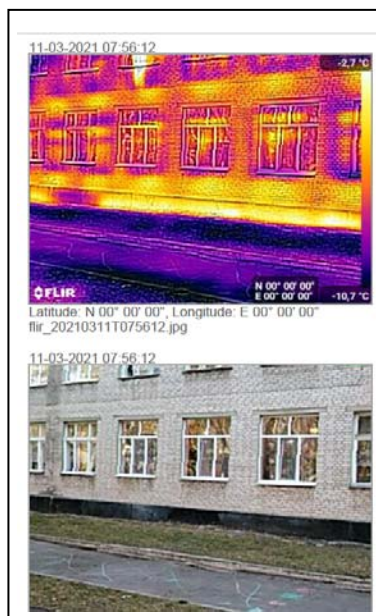 11-03-2021 07:56:12
-2,7 °C
FLIR
N 00° 00' 00"
E 00° 00' 00"
-10,7 °C
Latitude: N 00° 00' 00", Longitude: E 00° 00' 00"
flir_20210311T075612.jpg
11-03-2021 07:56:12